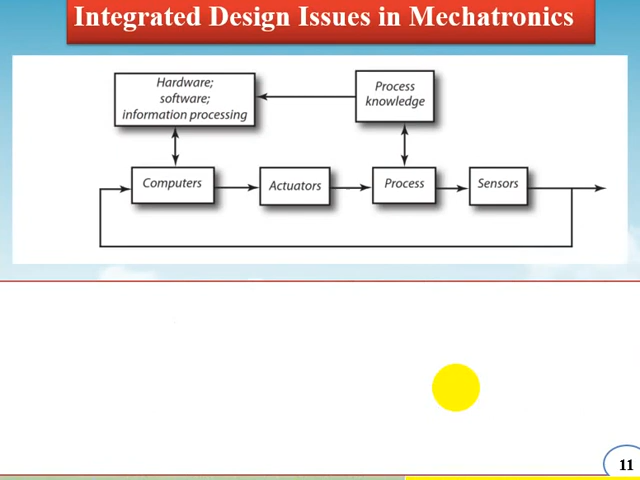 Integrated Design Issues in Mechatronics
Hardware;
software;
information processing
Process
knowledge
Computers
Actuators
Process
Sensors
11